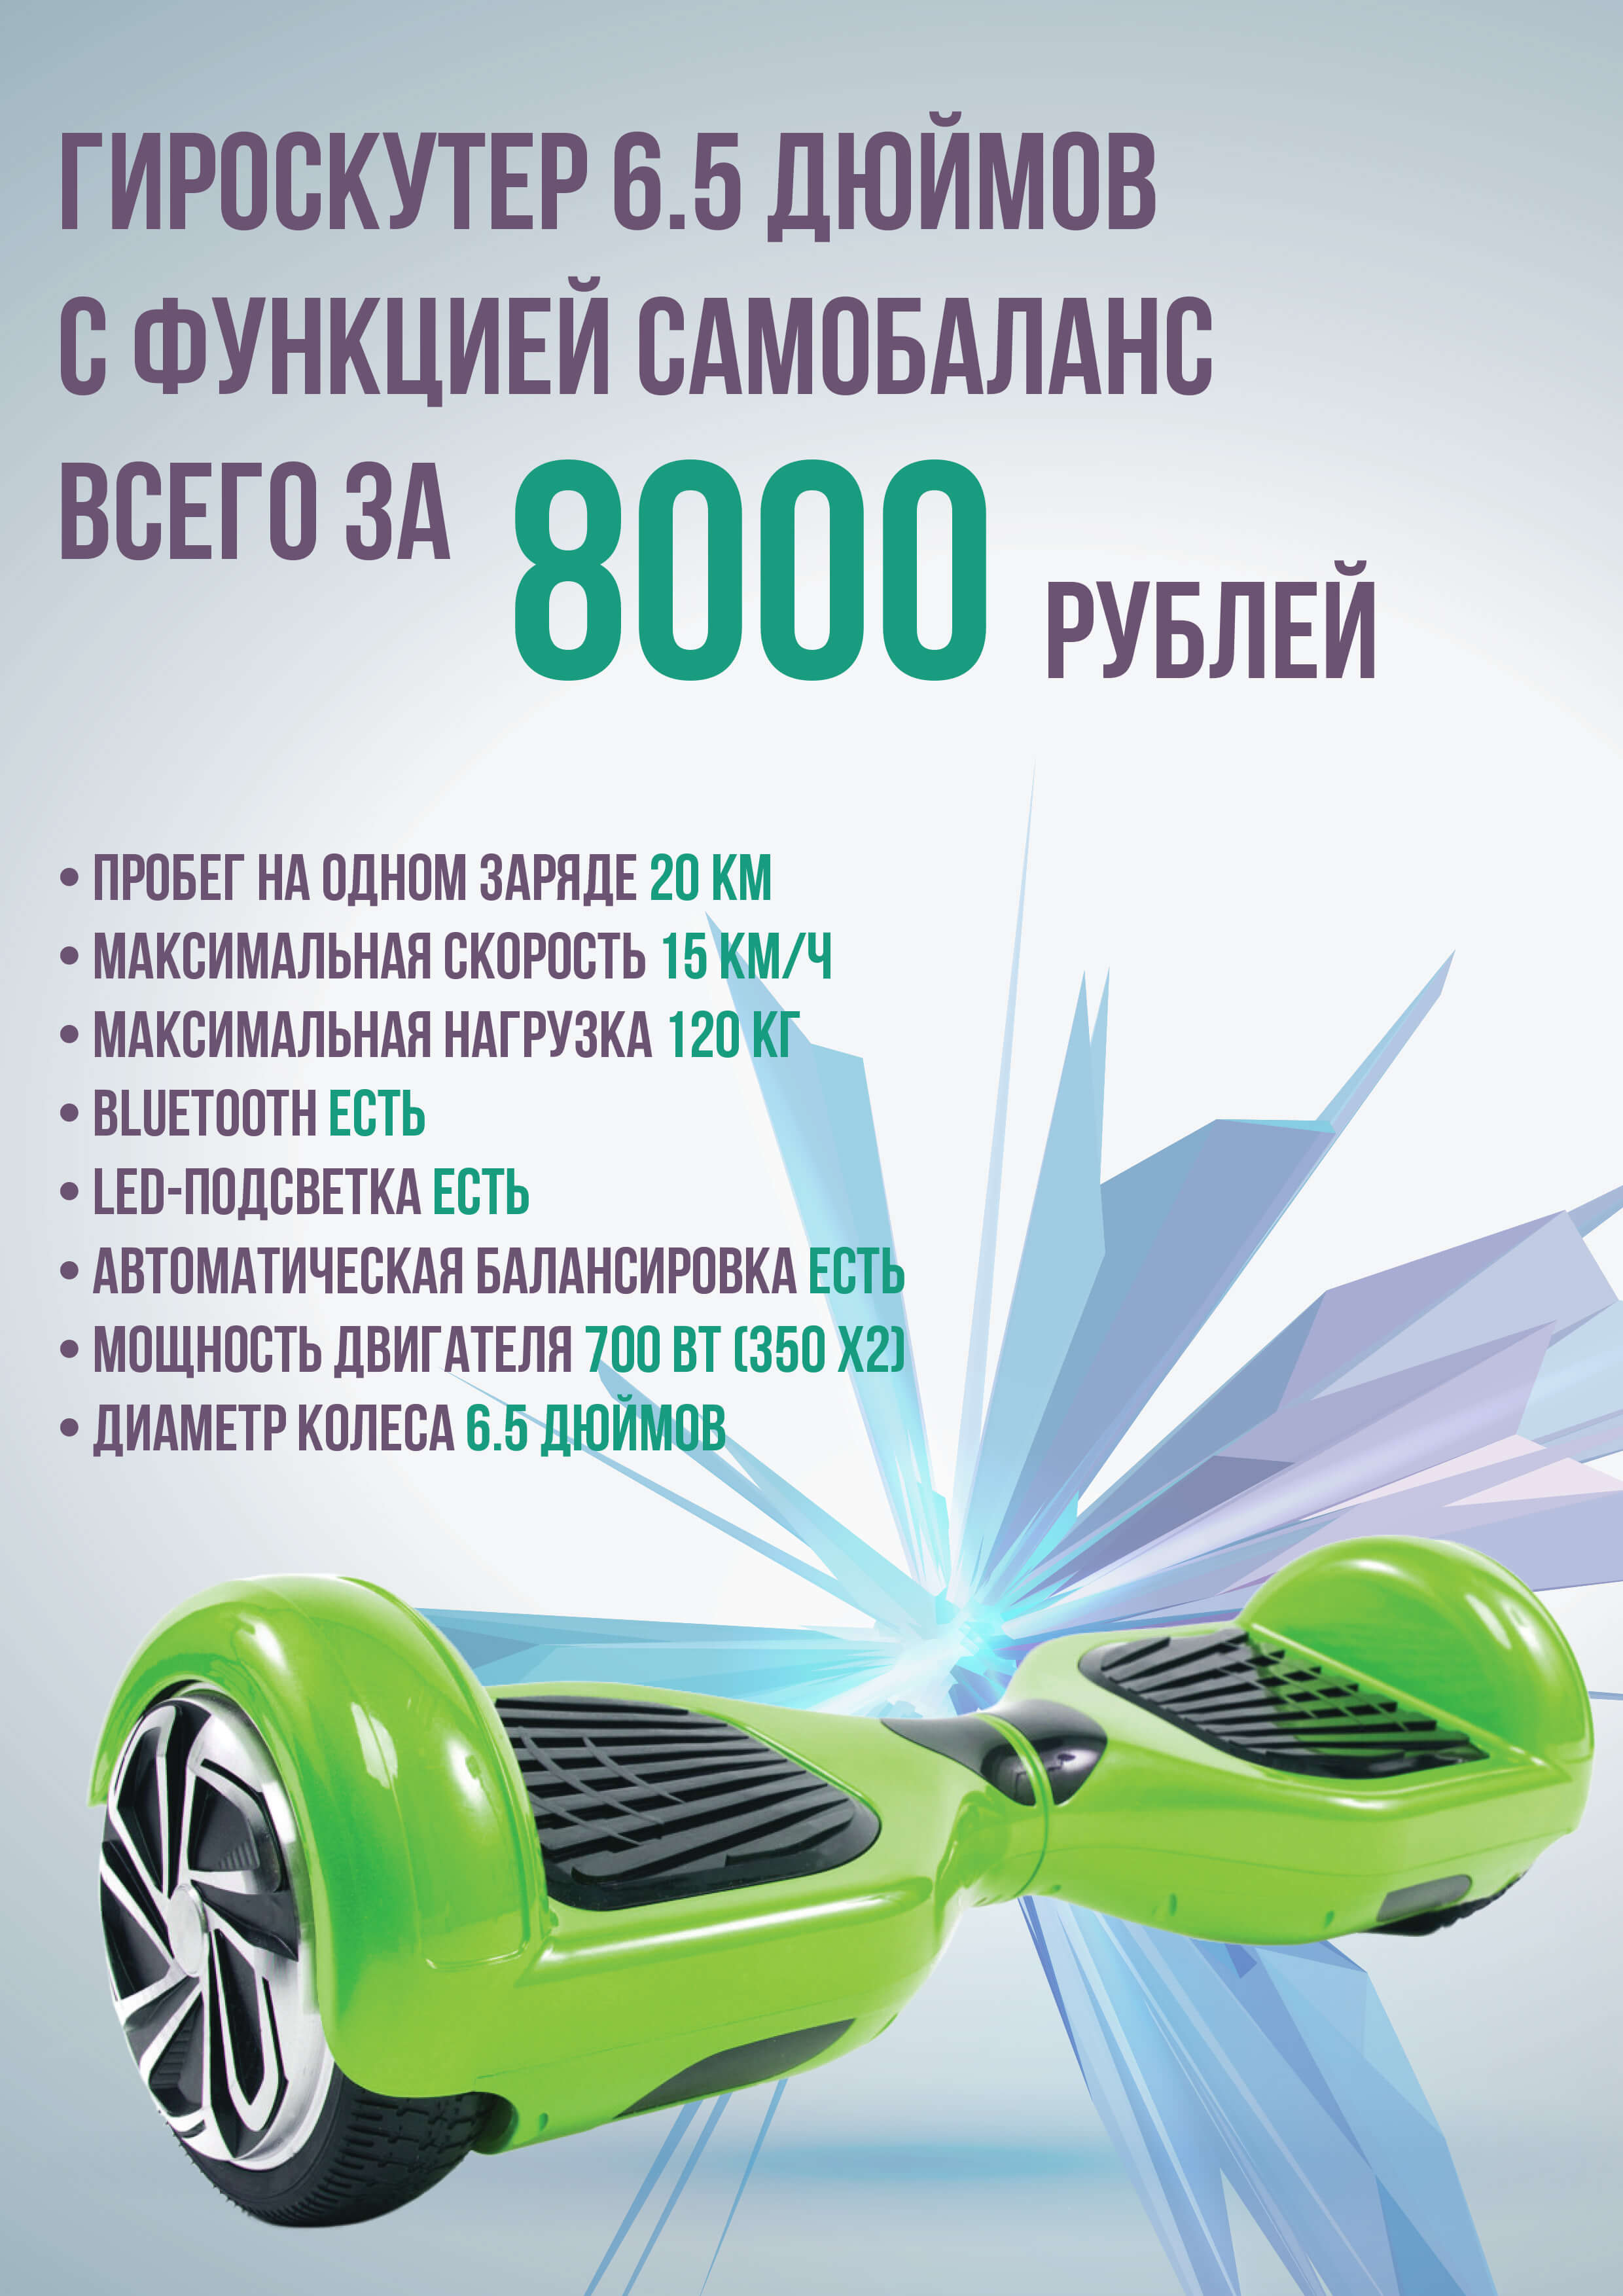 ГИРОСКУТЕР 6.5 ДЮЙМОВ
С ФУНКЦИЕЙ САМОБАЛАНС
ВСЕГО ЗА 8000 РУБЛЕЙ
• ПРОБЕГ НА ОДНОМ ЗАРЯДЕ 20 КМ
• МАКСИМАЛЬНАЯ СКОРОСТЬ 15 КМ/Ч
• МАКСИМАЛЬНАЯ НАГРУЗКА 120 КГ
• BLUETOOTH ЕСТЬ
• LED-ПОДСВЕТКА ЕСТЬ
• АВТОМАТИЧЕСКАЯ БАЛАНСИРОВКА ЕСТЬ
• МОЩНОСТЬ ДВИГАТЕЛЯ 700 ВТ (350 Х2)
• ДИАМЕТР КОЛЕСА 6.5 ДЮЙМОВ